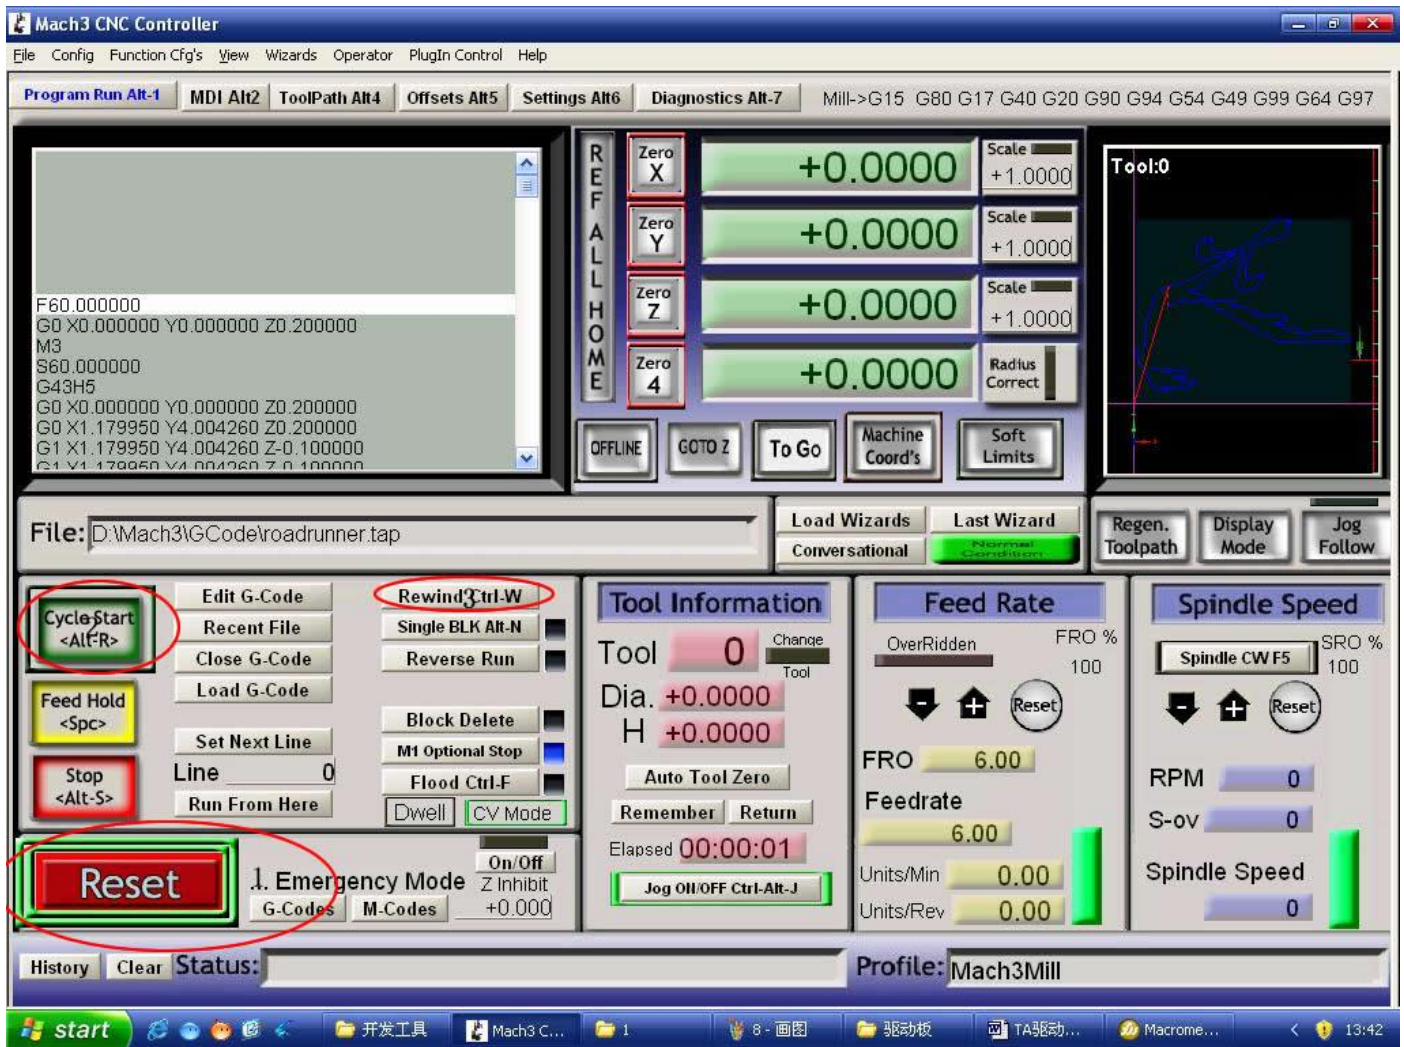 Mach3 CNC Controller
File Config Function Cfg's View Wizards Operator PlugIn Control Help
Program Run Alt-1 MDI Alt2 ToolPath Alt4 Offsets Alt5 Settings Alt6 Diagnostics Alt-7 Mill->G15 G80 G17 G40 G20 G90 G94 G54 G49 G99 G64 G97
F60.000000
G0 X0.000000 Y0.000000 Z0.200000
M3
S60.000000
G43H5
G0 X0.000000 Y0.000000 Z0.200000
G0 X1.179950 Y4.004260 Z0.200000
G1 X1.179950 Y4.004260 Z-0.100000
G1 X1.179950 Y4.004260 Z-0.100000
REF ALL HOME
Zero X +0.0000 Scale +1.0000
Zero Y +0.0000 Scale +1.0000
Zero Z +0.0000 Scale +1.0000
Zero 4 +0.0000 Radius Correct
OFFLINE GOTO Z To Go Machine Coord's Soft Limits
Tool:0
File: D:\Mach3\GCode\roadrunner.tap
Load Wizards Last Wizard
Conversational Normal Condition
Regen. Toolpath Display Mode Jog Follow
Cycle Start <Alt-R> 2
Feed Hold <Spc>
Stop <Alt-S>
Edit G-Code
Recent File
Close G-Code
Load G-Code
Set Next Line
Line 0
Run From Here
Rewind Ctrl-W 3
Single BLK Alt-N
Reverse Run
Block Delete
M1 Optional Stop
Flood Ctrl-F
Dwell CV Mode
Reset 1. Emergency Mode
G-Codes M-Codes
On/Off
Z Inhibit
+0.000
Tool Information
Tool 0 Change Tool
Dia. +0.0000
H +0.0000
Auto Tool Zero
Remember Return
Elapsed 00:00:01
Jog ON/OFF Ctrl-Alt-J
Feed Rate
OverRidden FRO %
100
Reset
FRO 6.00
Feedrate
6.00
Units/Min 0.00
Units/Rev 0.00
Spindle Speed
Spindle CW F5 SRO %
100
Reset
RPM 0
S-ov 0
Spindle Speed
0
History Clear Status:
Profile: Mach3Mill
start 开发工具 Mach3 C... 1 8 - 画图 驱动板 TA驱动... Macrome... 13:42